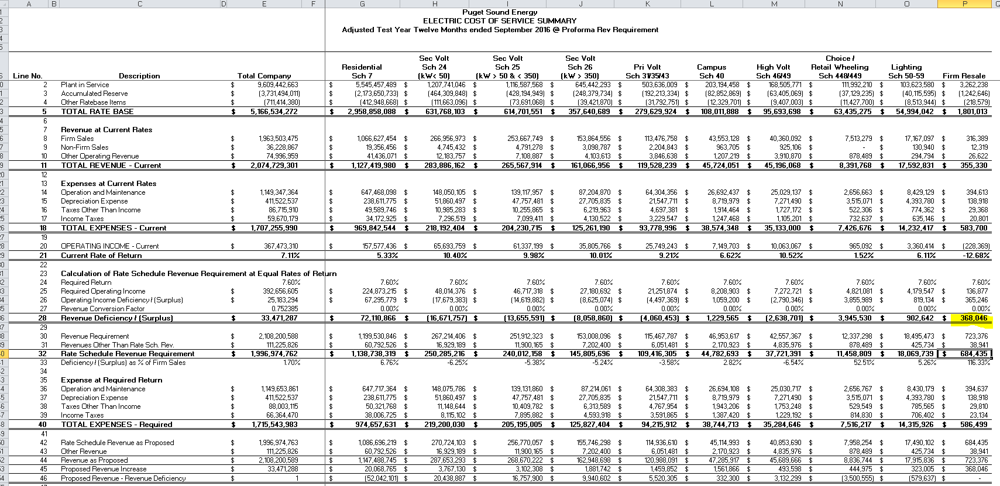 A B C D E F G H I J K L M N O P Q
Puget Sound Energy
ELECTRIC COST OF SERVICE SUMMARY
Adjusted Test Year Twelve Months ended September 2016 @ Proforma Rev Requirement
Sec Volt Sec Volt Sec Volt Choice /
Residential Sch 24 Sch 25 Sch 26 Pri Volt Campus High Volt Retail Wheeling Lighting
Line No. Description Total Company Sch 7 (kW< 50) (kW > 50 & < 350) (kW > 350) Sch 31/35/43 Sch 40 Sch 46/49 Sch 448/449 Sch 50-59 Firm Resale
2 Plant in Service $ 9,609,442,663 $ 5,545,457,489 $ 1,207,741,046 $ 1,116,587,568 $ 645,442,293 $ 503,636,009 $ 203,194,458 $ 168,505,771 $ 111,992,210 $ 103,623,580 $ 3,262,238
3 Accumulated Reserve $ (3,731,494,011) $ (2,173,650,733) $ (464,309,848) $ (428,194,949) $ (248,379,734) $ (192,213,334) $ (82,852,869) $ (63,405,069) $ (37,129,235) $ (40,115,595) $ (1,242,646)
4 Other Ratebase Items $ (711,414,380) $ (412,948,668) $ (111,663,096) $ (73,691,068) $ (39,421,870) $ (31,792,751) $ (12,329,701) $ (9,407,003) $ (11,427,700) $ (8,513,944) $ (218,579)
5 TOTAL RATE BASE $ 5,166,534,272 $ 2,958,858,088 $ 631,768,103 $ 614,701,551 $ 357,640,689 $ 279,629,924 $ 108,011,888 $ 95,693,698 $ 63,435,275 $ 54,994,042 $ 1,801,013
6
7 Revenue at Current Rates
8 Firm Sales $ 1,963,503,475 $ 1,066,627,454 $ 266,956,973 $ 253,667,749 $ 153,864,556 $ 113,476,758 $ 43,553,128 $ 40,360,092 $ 7,513,279 $ 17,167,097 $ 316,389
9 Non-Firm Sales $ 36,228,867 $ 19,356,456 $ 4,745,432 $ 4,791,278 $ 3,098,787 $ 2,204,843 $ 963,705 $ 925,106 $ - $ 130,940 $ 12,319
10 Other Operating Revenue $ 74,996,959 $ 41,436,071 $ 12,183,757 $ 7,108,887 $ 4,103,613 $ 3,846,638 $ 1,207,219 $ 3,910,870 $ 878,489 $ 294,794 $ 26,622
11 TOTAL REVENUE - Current $ 2,074,729,301 $ 1,127,419,980 $ 283,886,162 $ 265,567,914 $ 161,066,956 $ 119,528,239 $ 45,724,051 $ 45,196,068 $ 8,391,768 $ 17,592,831 $ 355,330
12
13 Expenses at Current Rates
14 Operation and Maintenance $ 1,149,347,364 $ 647,468,098 $ 148,050,105 $ 139,117,957 $ 87,204,870 $ 64,304,356 $ 26,692,437 $ 25,029,137 $ 2,656,663 $ 8,429,129 $ 394,613
15 Depreciation Expense $ 411,522,537 $ 238,611,775 $ 51,860,497 $ 47,757,481 $ 27,705,835 $ 21,547,711 $ 8,719,979 $ 7,271,490 $ 3,515,071 $ 4,393,780 $ 138,918
16 Taxes Other Than Income $ 86,715,910 $ 49,589,746 $ 10,985,283 $ 10,255,865 $ 6,219,963 $ 4,697,381 $ 1,914,464 $ 1,727,172 $ 522,306 $ 774,362 $ 29,368
17 Income Taxes $ 59,670,179 $ 34,172,925 $ 7,296,519 $ 7,099,411 $ 4,130,522 $ 3,229,547 $ 1,247,468 $ 1,105,201 $ 732,637 $ 635,146 $ 20,801
18 TOTAL EXPENSES - Current $ 1,707,255,990 $ 969,842,544 $ 218,192,404 $ 204,230,715 $ 125,261,190 $ 93,778,996 $ 38,574,348 $ 35,133,000 $ 7,426,676 $ 14,232,417 $ 583,700
19
20 OPERATING INCOME - Current $ 367,473,310 $ 157,577,436 $ 65,693,759 $ 61,337,199 $ 35,805,766 $ 25,749,243 $ 7,149,703 $ 10,063,067 $ 965,092 $ 3,360,414 $ (228,369)
21 Current Rate of Return 7.11% 5.33% 10.40% 9.98% 10.01% 9.21% 6.62% 10.52% 1.52% 6.11% -12.68%
22
23 Calculation of Rate Schedule Revenue Requirement at Equal Rates of Return
24 Required Return 7.60% 7.60% 7.60% 7.60% 7.60% 7.60% 7.60% 7.60% 7.60% 7.60% 7.60%
25 Required Operating Income $ 392,656,605 $ 224,873,215 $ 48,014,376 $ 46,717,318 $ 27,180,692 $ 21,251,874 $ 8,208,903 $ 7,272,721 $ 4,821,081 $ 4,179,547 $ 136,877
26 Operating Income Deficiency / (Surplus) $ 25,183,294 $ 67,295,779 $ (17,679,383) $ (14,619,882) $ (8,625,074) $ (4,497,369) $ 1,059,200 $ (2,790,346) $ 3,855,989 $ 819,134 $ 365,246
27 Revenue Conversion Factor 0.752385 0.00% 0.00% 0.00% 0.00% 0.00% 0.00% 0.00% 0.00% 0.00% 0.00%
28 Revenue Deficiency / (Surplus) $ 33,471,287 $ 72,110,866 $ (16,671,757) $ (13,655,591) $ (8,058,860) $ (4,060,453) $ 1,229,565 $ (2,638,701) $ 3,945,530 $ 902,642 $ 368,046
29
30 Revenue Requirement $ 2,108,200,588 $ 1,199,530,846 $ 267,214,406 $ 251,912,323 $ 153,008,096 $ 115,467,787 $ 46,953,617 $ 42,557,367 $ 12,337,298 $ 18,495,473 $ 723,376
31 Revenues Other Than Rate Sch. Rev. $ 111,225,826 $ 60,792,526 $ 16,929,189 $ 11,900,165 $ 7,202,400 $ 6,051,481 $ 2,170,923 $ 4,835,976 $ 878,489 $ 425,734 $ 38,941
32 Rate Schedule Revenue Requirement $ 1,996,974,762 $ 1,138,738,319 $ 250,285,216 $ 240,012,158 $ 145,805,696 $ 109,416,305 $ 44,782,693 $ 37,721,391 $ 11,458,809 $ 18,069,739 $ 684,435
33 Deficiency / (Surplus) as % of Firm Sales 1.70% 6.76% -6.25% -5.38% -5.24% -3.58% 2.82% -6.54% 52.51% 5.26% 116.33%
34
35 Expense at Required Return
36 Operation and Maintenance $ 1,149,653,861 $ 647,717,364 $ 148,075,786 $ 139,131,860 $ 87,214,061 $ 64,308,383 $ 26,694,108 $ 25,030,717 $ 2,656,767 $ 8,430,179 $ 394,637
37 Depreciation Expense $ 411,522,537 $ 238,611,775 $ 51,860,497 $ 47,757,481 $ 27,705,835 $ 21,547,711 $ 8,719,979 $ 7,271,490 $ 3,515,071 $ 4,393,780 $ 138,918
38 Taxes Other Than Income $ 88,003,115 $ 50,321,768 $ 11,148,644 $ 10,409,782 $ 6,313,589 $ 4,767,954 $ 1,943,206 $ 1,753,248 $ 529,549 $ 785,565 $ 29,810
39 Income Taxes $ 66,364,470 $ 38,006,725 $ 8,115,102 $ 7,895,882 $ 4,593,918 $ 3,591,865 $ 1,387,420 $ 1,229,192 $ 814,830 $ 706,402 $ 23,134
40 TOTAL EXPENSES - Required $ 1,715,543,983 $ 974,657,631 $ 219,200,030 $ 205,195,005 $ 125,827,404 $ 94,215,912 $ 38,744,713 $ 35,284,646 $ 7,516,217 $ 14,315,926 $ 586,499
41
42 Rate Schedule Revenue as Proposed $ 1,996,974,763 $ 1,086,696,219 $ 270,724,103 $ 256,770,057 $ 155,746,298 $ 114,936,610 $ 45,114,993 $ 40,853,690 $ 7,958,254 $ 17,490,102 $ 684,435
43 Other Revenue $ 111,225,826 $ 60,792,526 $ 16,929,189 $ 11,900,165 $ 7,202,400 $ 6,051,481 $ 2,170,923 $ 4,835,976 $ 878,489 $ 425,734 $ 38,941
44 Revenue as Proposed $ 2,108,200,589 $ 1,147,488,745 $ 287,653,293 $ 268,670,222 $ 162,948,698 $ 120,988,091 $ 47,285,917 $ 45,689,666 $ 8,836,744 $ 17,915,836 $ 723,376
45 Proposed Revenue Increase $ 33,471,288 $ 20,068,765 $ 3,767,130 $ 3,102,308 $ 1,881,742 $ 1,459,852 $ 1,561,866 $ 493,598 $ 444,975 $ 323,005 $ 368,046
46 Proposed Revenue - Revenue Deficiency $ 1 $ (52,042,101) $ 20,438,887 $ 16,757,900 $ 9,940,602 $ 5,520,305 $ 332,300 $ 3,132,299 $ (3,500,555) $ (579,637) $ -